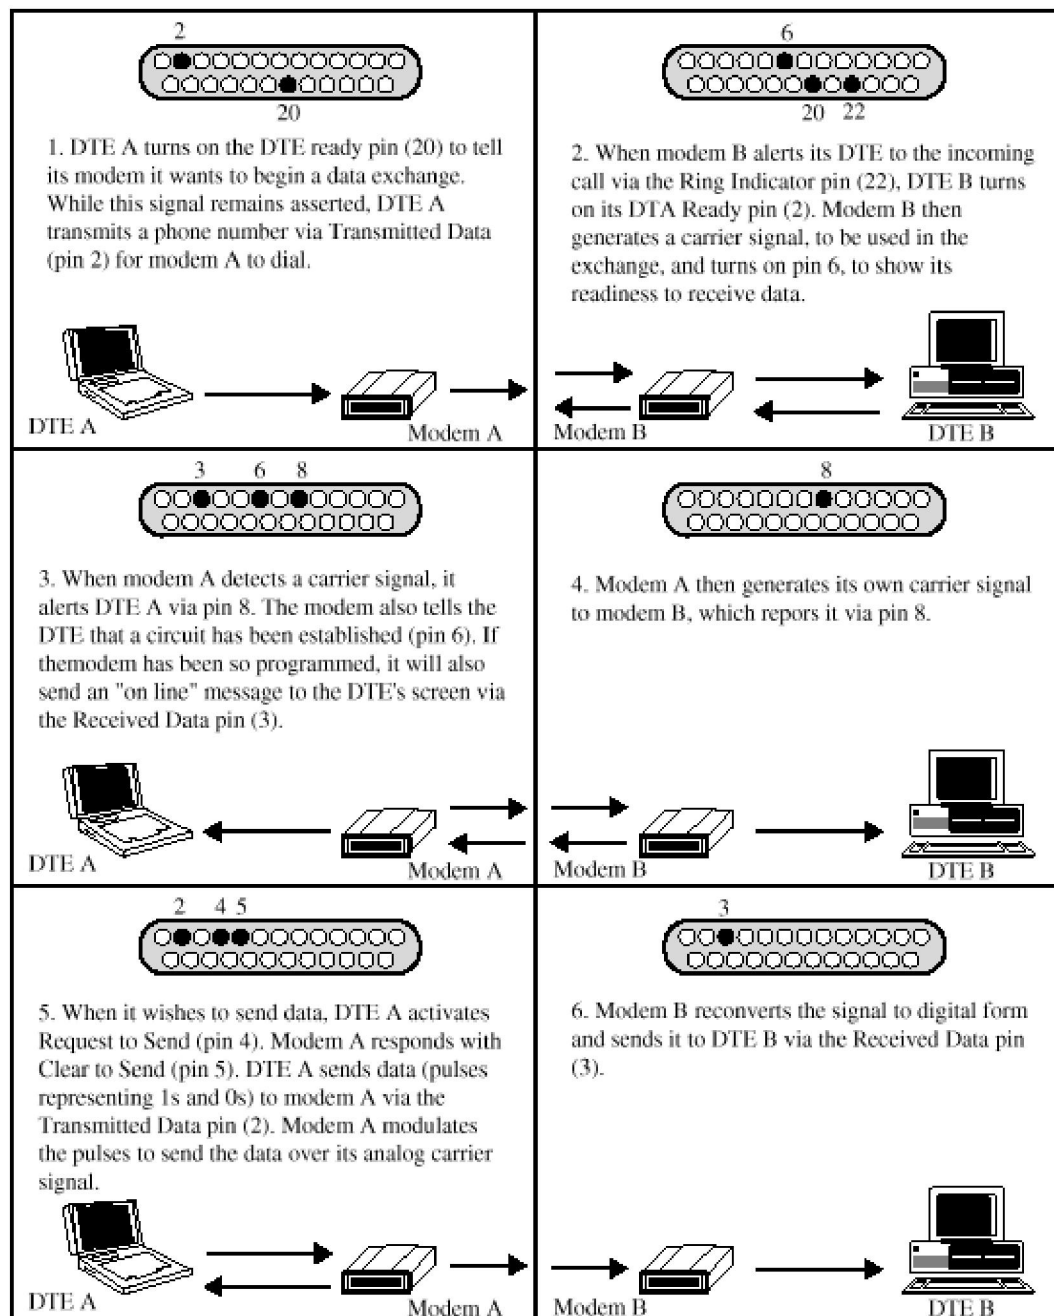 2
20
1. DTE A turns on the DTE ready pin (20) to tell
its modem it wants to begin a data exchange.
While this signal remains asserted, DTE A
transmits a phone number via Transmitted Data
(pin 2) for modem A to dial.
DTE A
Modem A
6
20 22
2. When modem B alerts its DTE to the incoming
call via the Ring Indicator pin (22), DTE B turns
on its DTA Ready pin (2). Modem B then
generates a carrier signal, to be used in the
exchange, and turns on pin 6, to show its
readiness to receive data.
Modem B
DTE B
3 6 8
3. When modem A detects a carrier signal, it
alerts DTE A via pin 8. The modem also tells the
DTE that a circuit has been established (pin 6). If
themodem has been so programmed, it will also
send an "on line" message to the DTE's screen via
the Received Data pin (3).
DTE A
Modem A
8
4. Modem A then generates its own carrier signal
to modem B, which repors it via pin 8.
Modem B
DTE B
2 4 5
5. When it wishes to send data, DTE A activates
Request to Send (pin 4). Modem A responds with
Clear to Send (pin 5). DTE A sends data (pulses
representing 1s and 0s) to modem A via the
Transmitted Data pin (2). Modem A modulates
the pulses to send the data over its analog carrier
signal.
DTE A
Modem A
3
6. Modem B reconverts the signal to digital form
and sends it to DTE B via the Received Data pin
(3).
Modem B
DTE B